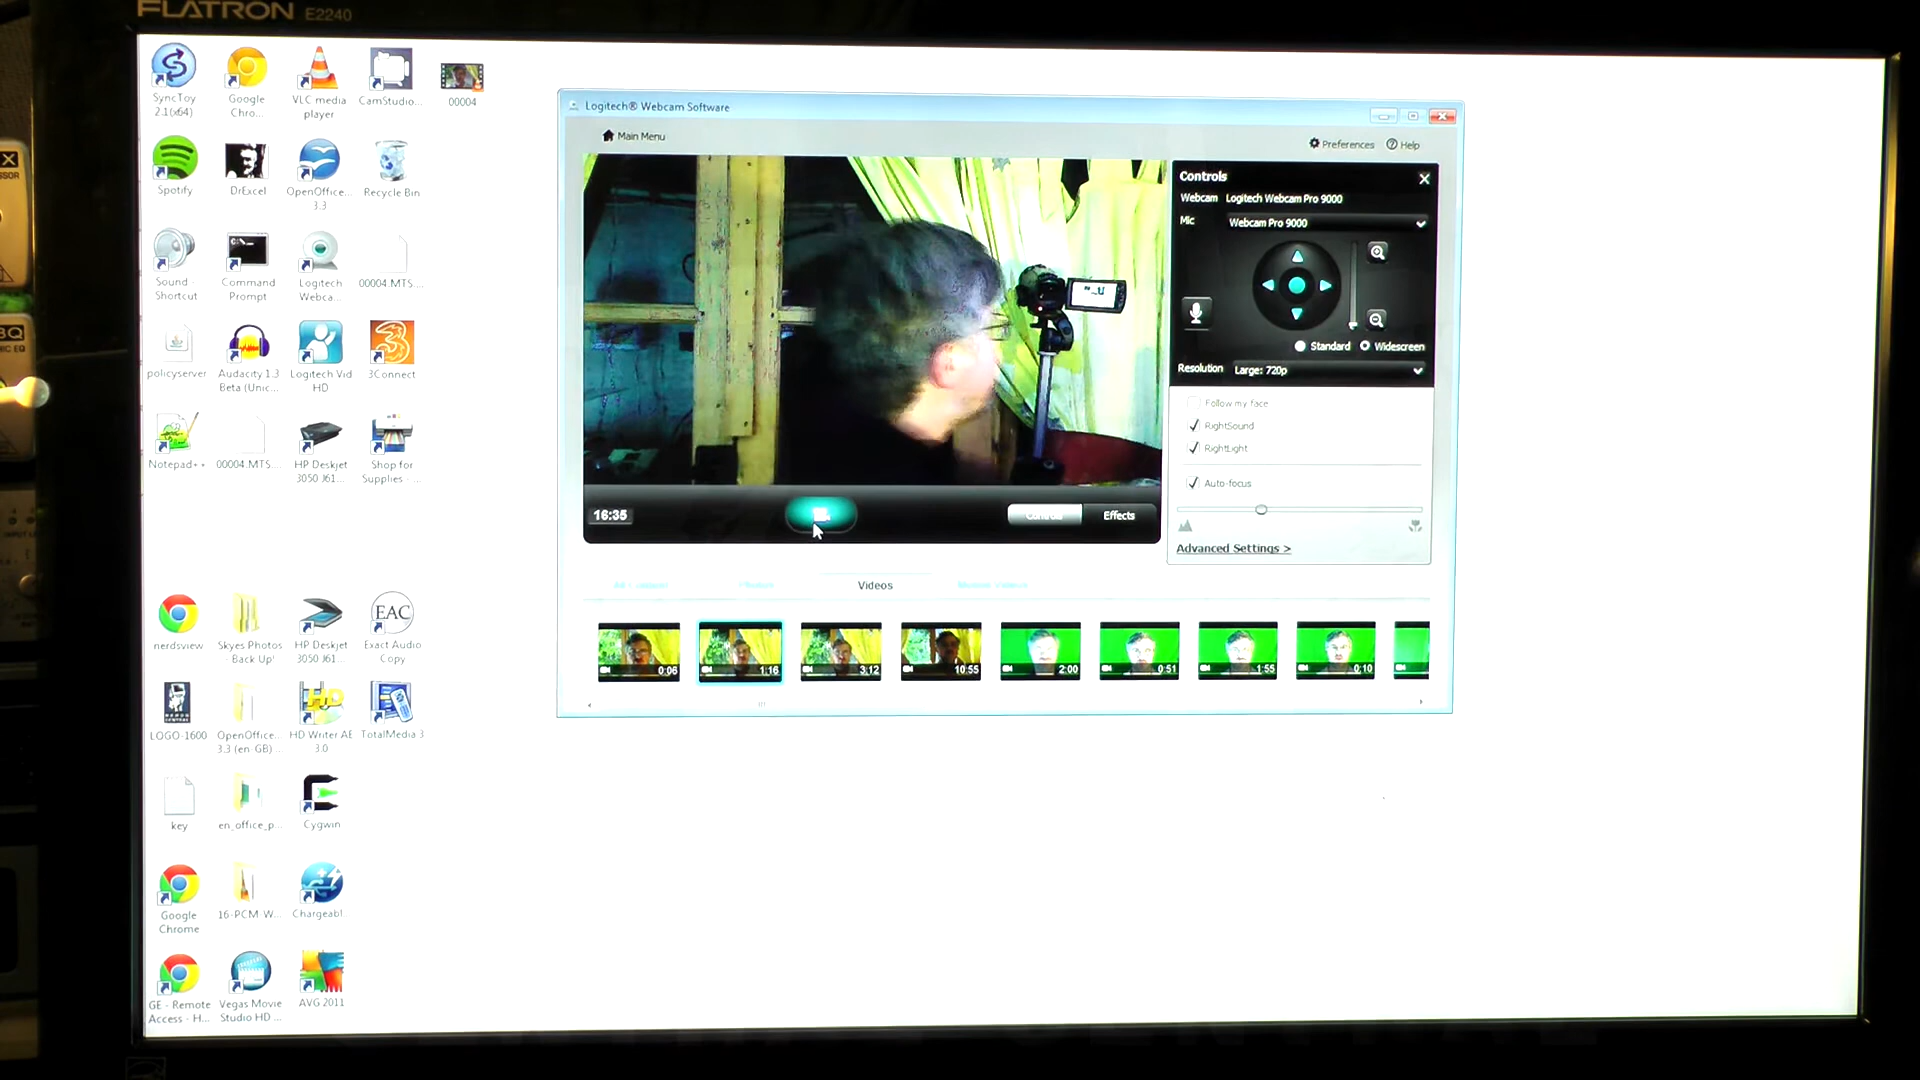 FLATRON E2240
SyncToy
2.1(x64)
Google
Chro...
VLC media
player
CamStudio...
00004
Spotify
DrExcel
OpenOffice...
3.3
Recycle Bin
Sound -
Shortcut
Command
Prompt
Logitech
Webca...
00004.MTS....
policyserver
Audacity 1.3
Beta (Unic...
Logitech Vid
HD
3Connect
Notepad++
00004.MTS....
HP Deskjet
3050 J61...
Shop for
Supplies - ...
nerdsview
Skyes Photos
- Back Up!
HP Deskjet
3050 J61...
EAC
Exact Audio
Copy
LOGO-1600
OpenOffice...
3.3 (en-GB) ...
HD
HD Writer AE
3.0
TotalMedia 3
key
en_office_p...
Cygwin
Google
Chrome
16-PCM-W...
Chargeabl...
GE - Remote
Access - H...
Vegas Movie
Studio HD ...
AVG 2011
Logitech® Webcam Software
Main Menu
Preferences
Help
Controls
Webcam Logitech Webcam Pro 9000
Mic Webcam Pro 9000
Standard Widescreen
Resolution Large: 720p
Follow my face
RightSound
RightLight
Auto-focus
Advanced Settings >
16:35
Controls
Effects
Videos
0:06
1:16
3:12
10:55
2:00
0:51
1:55
0:10